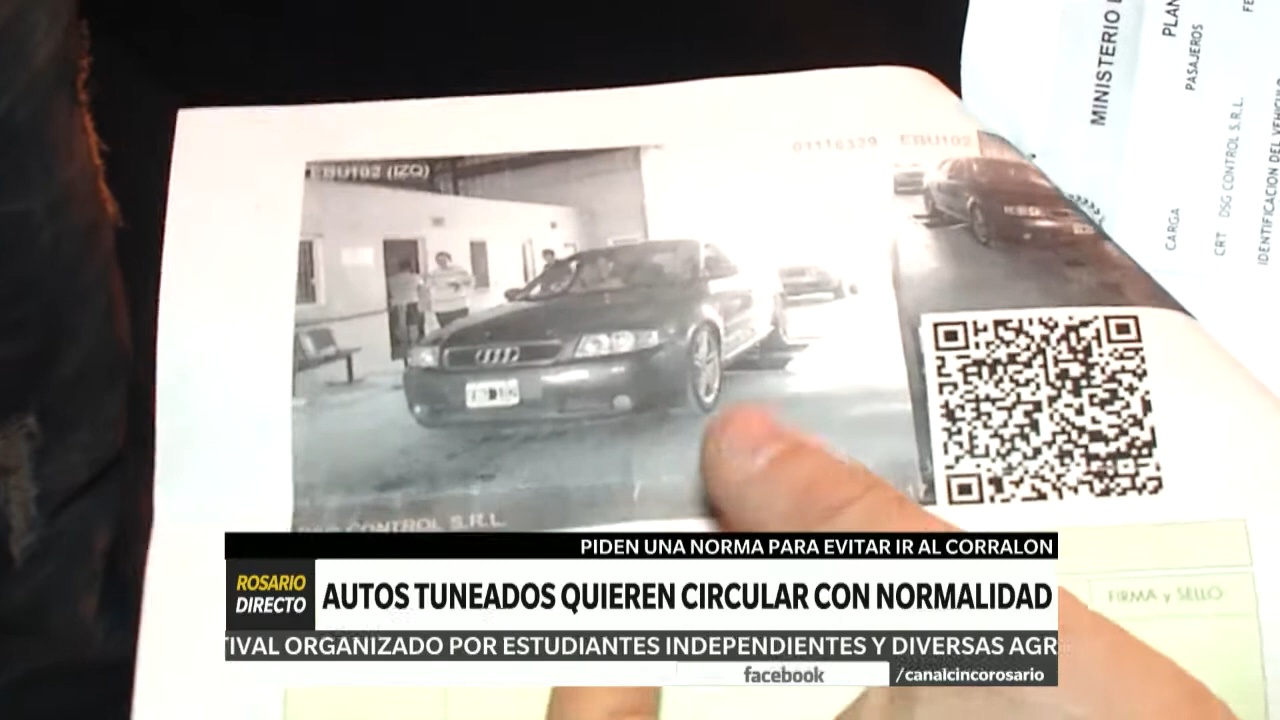 MINISTERIO
PASAJEROS
CARGA
CRT DSG CONTROL S.R.L.
IDENTIFICACION DEL VEHICULO
01116329 EBU102
EBU102 (IZQ)
DSG CONTROL S.R.L.
17
FIRMA y SELLO
PIDEN UNA NORMA PARA EVITAR IR AL CORRALON
ROSARIO
DIRECTO
AUTOS TUNEADOS QUIEREN CIRCULAR CON NORMALIDAD
TIVAL ORGANIZADO POR ESTUDIANTES INDEPENDIENTES Y DIVERSAS AGR
facebook /canalcincorosario